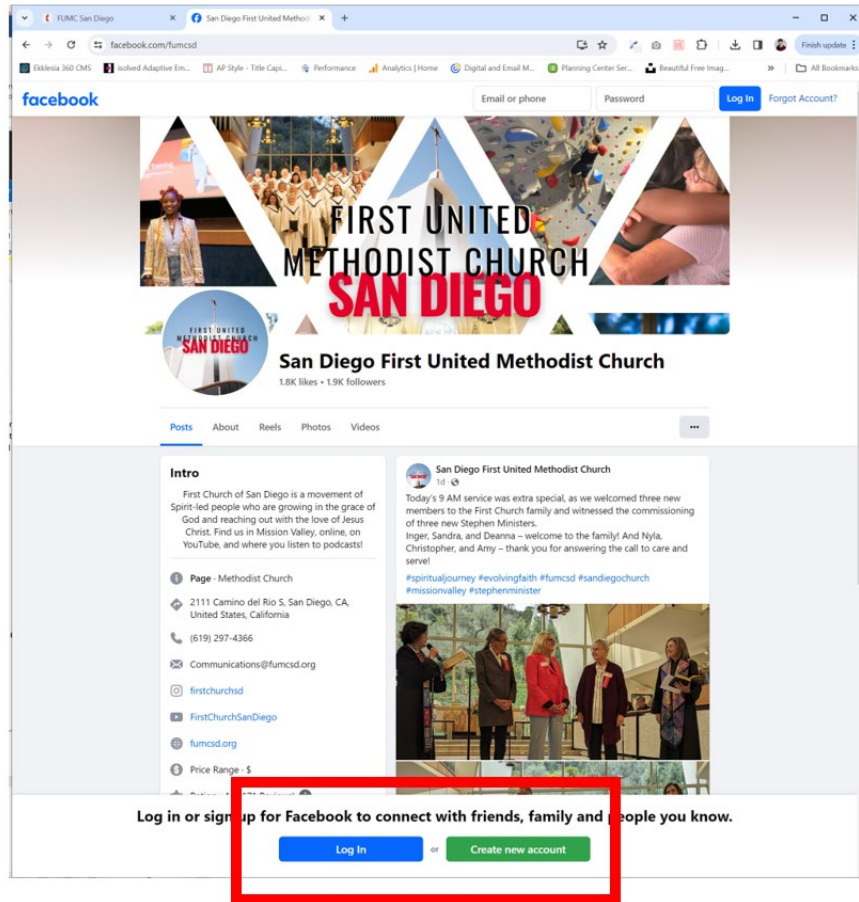 FUMC San Diego
San Diego First United Method
facebook.com/fumcsd
Finish update
Ekklesia 360 CMS
isolved Adaptive Em...
AP Style - Title Capi...
Performance
Analytics | Home
Digital and Email M...
Planning Center Ser...
Beautiful Free Imag...
»
All Bookmarks
facebook
Email or phone
Password
Log In
Forgot Account?
FIRST UNITED
METHODIST CHURCH
SAN DIEGO
FIRST UNITED
METHODIST CHURCH
SAN DIEGO
San Diego First United Methodist Church
1.8K likes • 1.9K followers
Posts About Reels Photos Videos
...
Intro
First Church of San Diego is a movement of
Spirit-led people who are growing in the grace of
God and reaching out with the love of Jesus
Christ. Find us in Mission Valley, online, on
YouTube, and where you listen to podcasts!
Page · Methodist Church
2111 Camino del Rio S, San Diego, CA,
United States, California
(619) 297-4366
Communications@fumcsd.org
firstchurchsd
FirstChurchSanDiego
fumcsd.org
Price Range · $
San Diego First United Methodist Church
1d ·
Today's 9 AM service was extra special, as we welcomed three new
members to the First Church family and witnessed the commissioning
of three new Stephen Ministers.
Inger, Sandra, and Deanna – welcome to the family! And Nyla,
Christopher, and Amy – thank you for answering the call to care and
serve!
#spiritualjourney #evolvingfaith #fumcsd #sandiegochurch
#missionvalley #stephenminister
Log in or sign up for Facebook to connect with friends, family and people you know.
Log In
or
Create new account